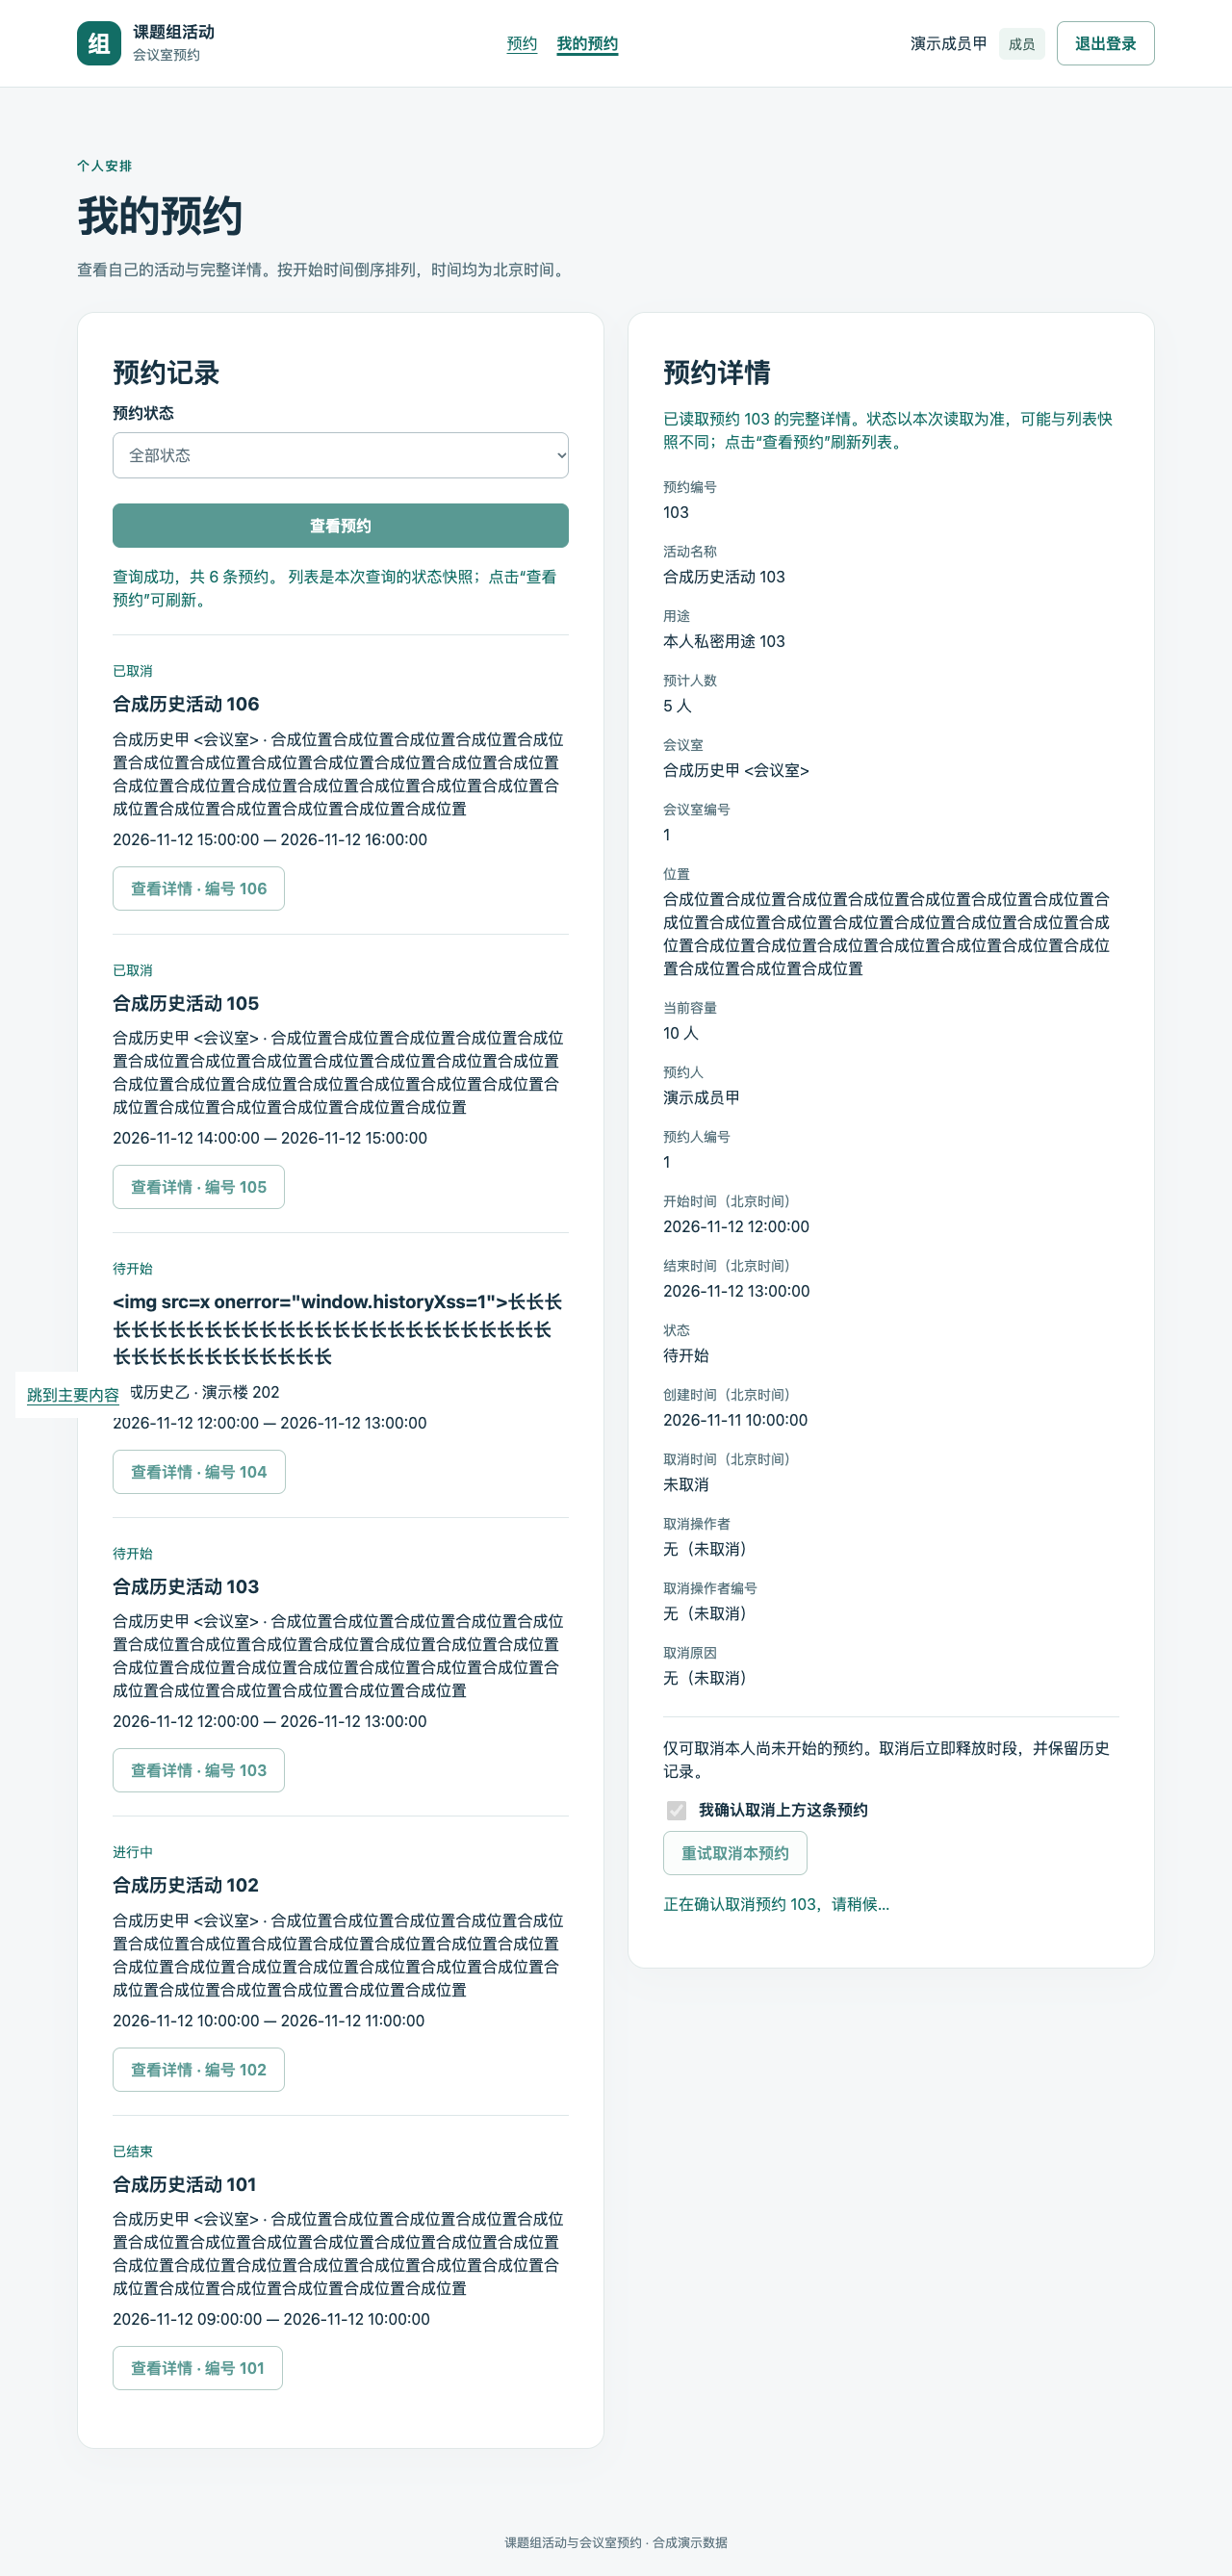 组
课题组活动
会议室预约
预约
我的预约
演示成员甲
成员
退出登录
个人安排
我的预约
查看自己的活动与完整详情。按开始时间倒序排列，时间均为北京时间。
预约记录
预约状态
全部状态
查看预约
查询成功，共 6 条预约。 列表是本次查询的状态快照；点击“查看
预约”可刷新。
已取消
合成历史活动 106
合成历史甲 <会议室> · 合成位置合成位置合成位置合成位置合成位
置合成位置合成位置合成位置合成位置合成位置合成位置合成位置
合成位置合成位置合成位置合成位置合成位置合成位置合成位置合
成位置合成位置合成位置合成位置合成位置合成位置
2026-11-12 15:00:00 — 2026-11-12 16:00:00
查看详情 · 编号 106
已取消
合成历史活动 105
合成历史甲 <会议室> · 合成位置合成位置合成位置合成位置合成位
置合成位置合成位置合成位置合成位置合成位置合成位置合成位置
合成位置合成位置合成位置合成位置合成位置合成位置合成位置合
成位置合成位置合成位置合成位置合成位置合成位置
2026-11-12 14:00:00 — 2026-11-12 15:00:00
查看详情 · 编号 105
待开始
<img src=x onerror="window.historyXss=1">长长长
长长长长长长长长长长长长长长长长长长长长长长长长
长长长长长长长长长长长长
跳到主要内容
成历史乙 · 演示楼 202
2026-11-12 12:00:00 — 2026-11-12 13:00:00
查看详情 · 编号 104
待开始
合成历史活动 103
合成历史甲 <会议室> · 合成位置合成位置合成位置合成位置合成位
置合成位置合成位置合成位置合成位置合成位置合成位置合成位置
合成位置合成位置合成位置合成位置合成位置合成位置合成位置合
成位置合成位置合成位置合成位置合成位置合成位置
2026-11-12 12:00:00 — 2026-11-12 13:00:00
查看详情 · 编号 103
进行中
合成历史活动 102
合成历史甲 <会议室> · 合成位置合成位置合成位置合成位置合成位
置合成位置合成位置合成位置合成位置合成位置合成位置合成位置
合成位置合成位置合成位置合成位置合成位置合成位置合成位置合
成位置合成位置合成位置合成位置合成位置合成位置
2026-11-12 10:00:00 — 2026-11-12 11:00:00
查看详情 · 编号 102
已结束
合成历史活动 101
合成历史甲 <会议室> · 合成位置合成位置合成位置合成位置合成位
置合成位置合成位置合成位置合成位置合成位置合成位置合成位置
合成位置合成位置合成位置合成位置合成位置合成位置合成位置合
成位置合成位置合成位置合成位置合成位置合成位置
2026-11-12 09:00:00 — 2026-11-12 10:00:00
查看详情 · 编号 101
预约详情
已读取预约 103 的完整详情。状态以本次读取为准，可能与列表快
照不同；点击“查看预约”刷新列表。
预约编号
103
活动名称
合成历史活动 103
用途
本人私密用途 103
预计人数
5 人
会议室
合成历史甲 <会议室>
会议室编号
1
位置
合成位置合成位置合成位置合成位置合成位置合成位置合成位置合
成位置合成位置合成位置合成位置合成位置合成位置合成位置合成
位置合成位置合成位置合成位置合成位置合成位置合成位置合成位
置合成位置合成位置合成位置
当前容量
10 人
预约人
演示成员甲
预约人编号
1
开始时间（北京时间）
2026-11-12 12:00:00
结束时间（北京时间）
2026-11-12 13:00:00
状态
待开始
创建时间（北京时间）
2026-11-11 10:00:00
取消时间（北京时间）
未取消
取消操作者
无（未取消）
取消操作者编号
无（未取消）
取消原因
无（未取消）
仅可取消本人尚未开始的预约。取消后立即释放时段，并保留历史
记录。
我确认取消上方这条预约
重试取消本预约
正在确认取消预约 103，请稍候…
课题组活动与会议室预约 · 合成演示数据